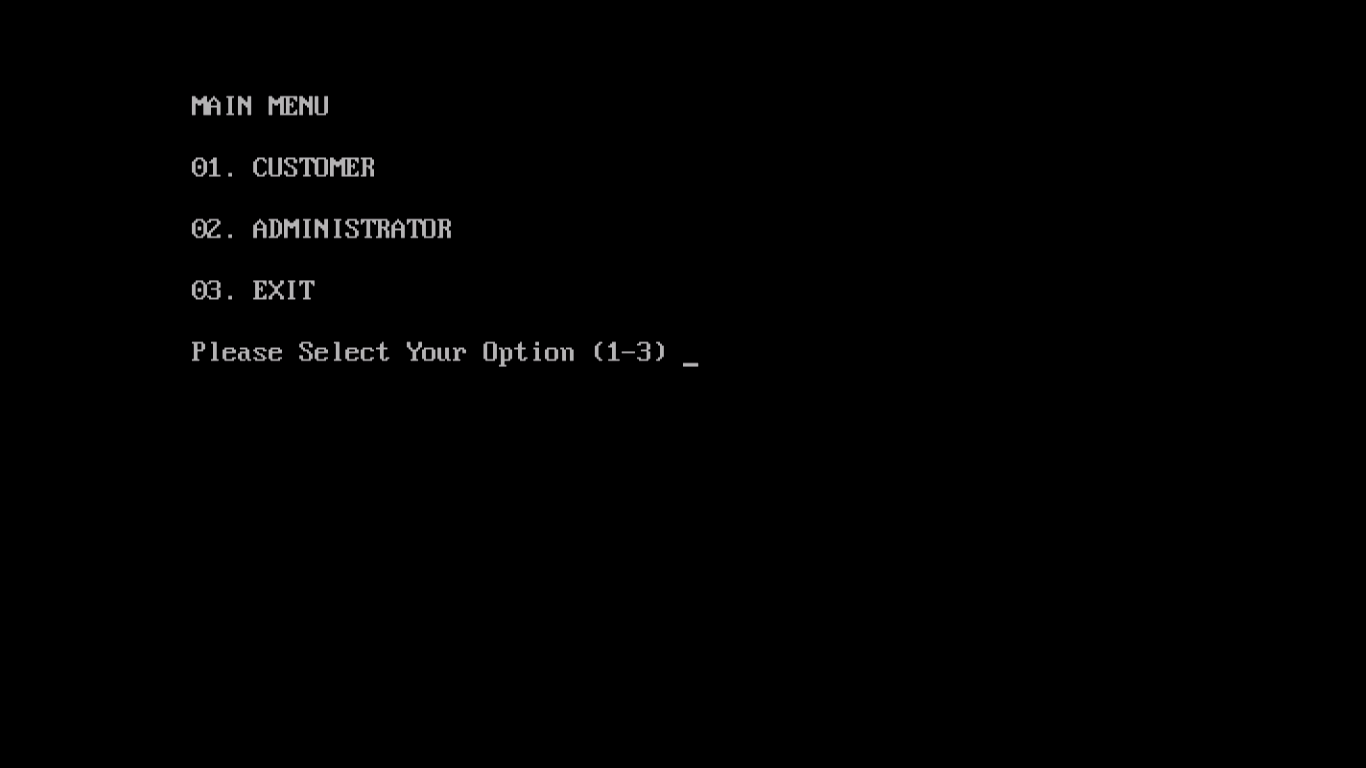 MAIN MENU
01. CUSTOMER
02. ADMINISTRATOR
03. EXIT
Please Select Your Option (1-3) _